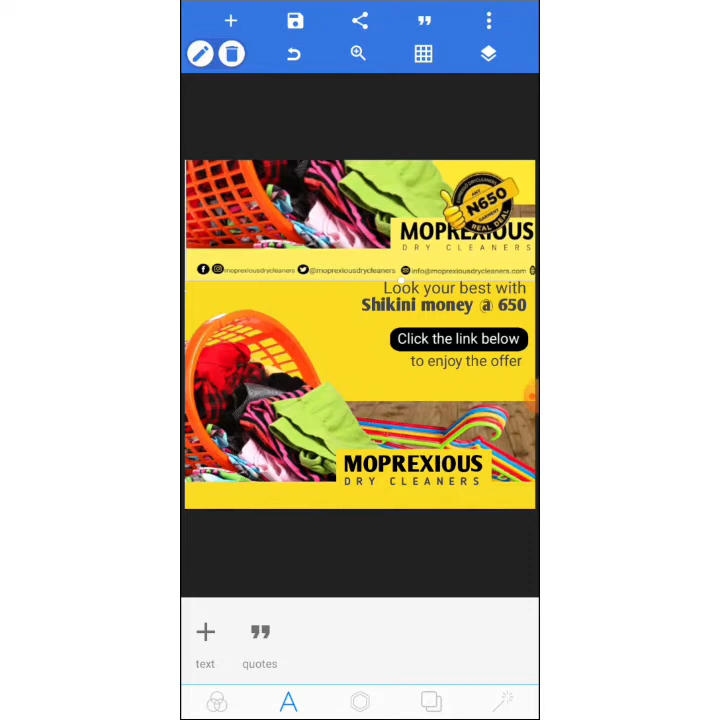 N650
GARMENT
REAL DEAL
MOPREXIOUS
DRY CLEANERS
moprexiousdrycleaners @moprexiousdrycleaners info@moprexiousdrycleaners.com
Look your best with
Shikini money @ 650
Click the link below
to enjoy the offer
MOPREXIOUS
DRY CLEANERS
text quotes